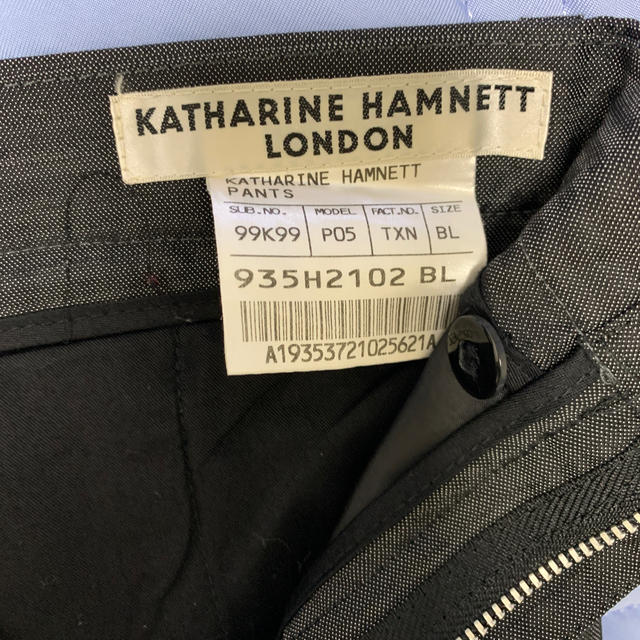 KATHARINE HAMNETT
LONDON
KATHARINE HAMNETT
PANTS
SUB.NO. MODEL FACT.NO. SIZE
99K99 P05 TXN BL
935H2102 BL
A19353721025621A